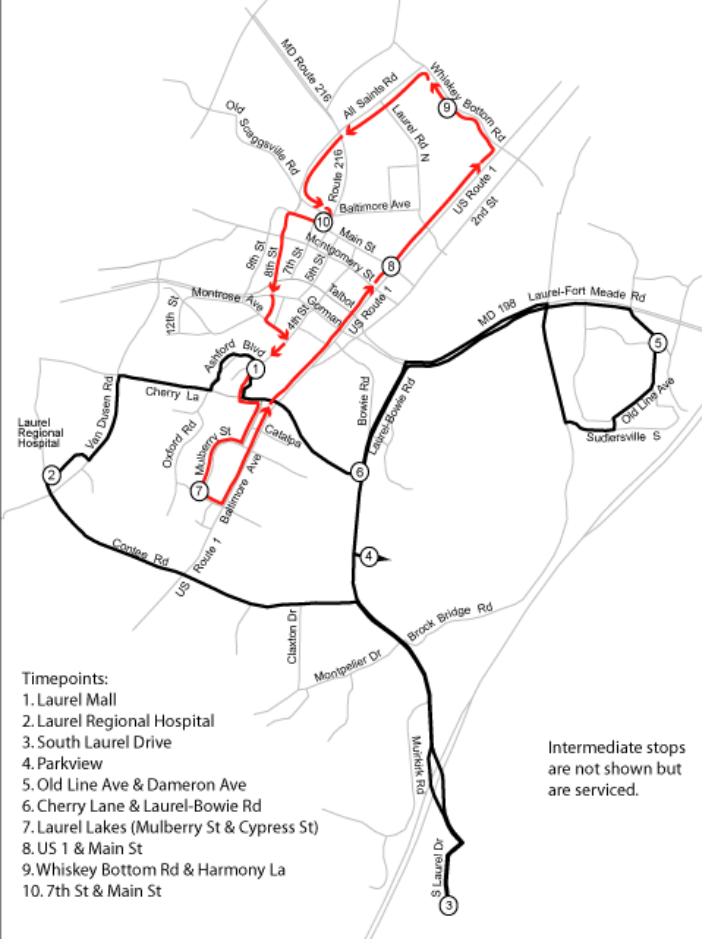 MD Route 216
Whiskey Bottom Rd
All Saints Rd
9
Old Scaggsville Rd
Laurel Rd N
Route 216
US Route 1
2nd St
Baltimore Ave
10
Main St
Montgomery St
9th St
8th St
7th St
5th St
8
Talbot
US Route 1
Montrose Ave
Gorman
4th St
12th St
MD 198
Laurel-Fort Meade Rd
5
Ashford Blvd
1
Old Line Ave
Cherry La
Bowie Rd
Laurel-Bowie Rd
Van Dusen Rd
Laurel
Regional
Hospital
Oxford Rd
Mulberry St
Catalpa
Sudlersville S
2
6
7
Baltimore Ave
4
Contee Rd
US Route 1
Claxton Dr
Brock Bridge Rd
Montpelier Dr
Muirkirk Rd
S Laurel Dr
3
Timepoints:
1. Laurel Mall
2. Laurel Regional Hospital
3. South Laurel Drive
4. Parkview
5. Old Line Ave & Dameron Ave
6. Cherry Lane & Laurel-Bowie Rd
7. Laurel Lakes (Mulberry St & Cypress St)
8. US 1 & Main St
9. Whiskey Bottom Rd & Harmony La
10. 7th St & Main St
Intermediate stops
are not shown but
are serviced.